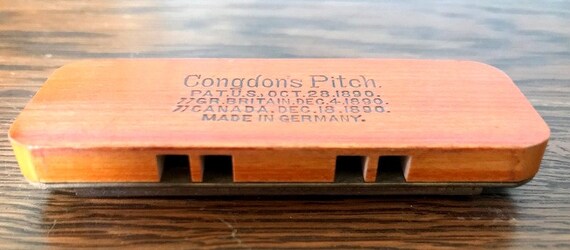 Congdon's Pitch.
PAT. U.S., OCT. 28. 1890.
" GR. BRITAIN, DEC. 4. 1890.
" CANADA, DEC. 18. 1890.
MADE IN GERMANY.